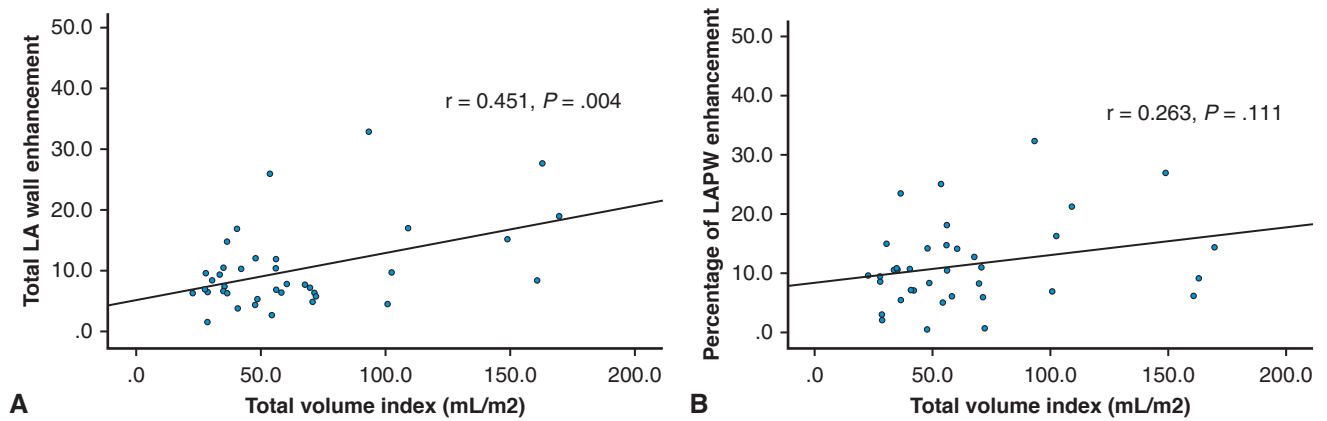 Total LA wall enhancement
50.0
40.0
30.0
20.0
10.0
.0
r = 0.451, P = .004
.0 50.0 100.0 150.0 200.0
Total volume index (mL/m2)
A
Percentage of LAPW enhancement
50.0
40.0
30.0
20.0
10.0
.0
r = 0.263, P = .111
.0 50.0 100.0 150.0 200.0
Total volume index (mL/m2)
B